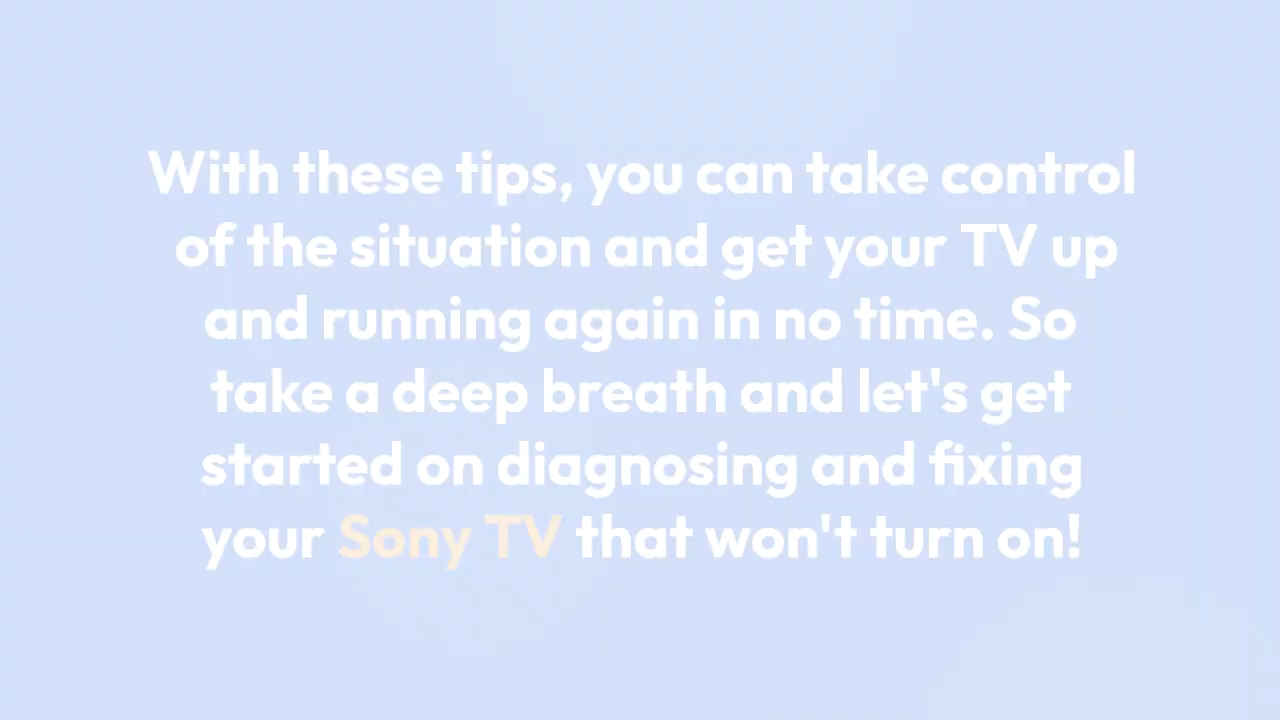 With these tips, you can take control
of the situation and get your TV up
and running again in no time. So
take a deep breath and let's get
started on diagnosing and fixing
your Sony TV that won't turn on!